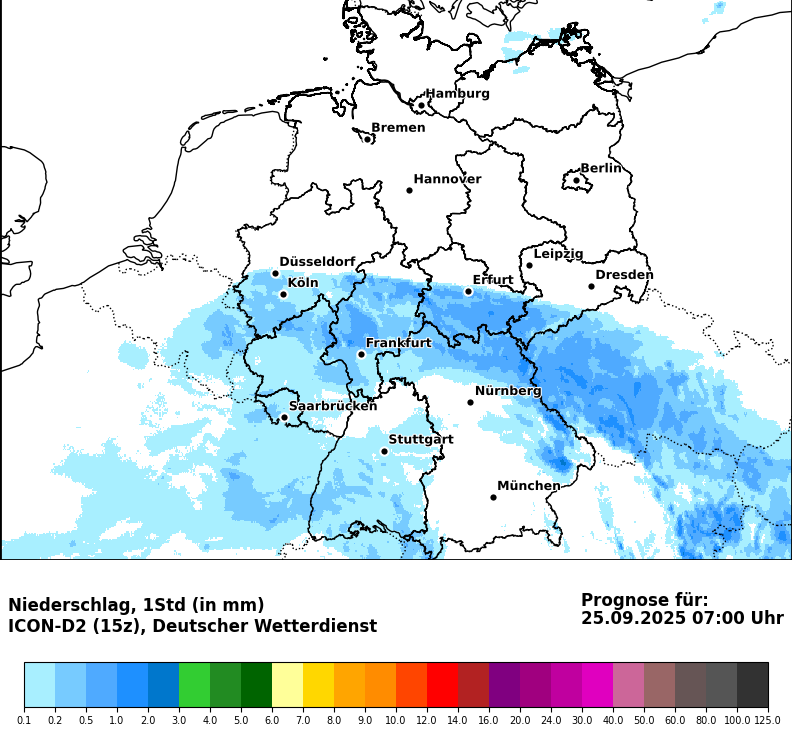 Hamburg
Bremen
Berlin
Hannover
Leipzig
Düsseldorf
Dresden
Köln
Erfurt
Frankfurt
Nürnberg
Saarbrücken
Stuttgart
München
Niederschlag, 1Std (in mm)
ICON-D2 (15z), Deutscher Wetterdienst
Prognose für:
25.09.2025 07:00 Uhr
0.1 0.2 0.5 1.0 2.0 3.0 4.0 5.0 6.0 7.0 8.0 9.0 10.0 12.0 14.0 16.0 20.0 24.0 30.0 40.0 50.0 60.0 80.0 100.0 125.0